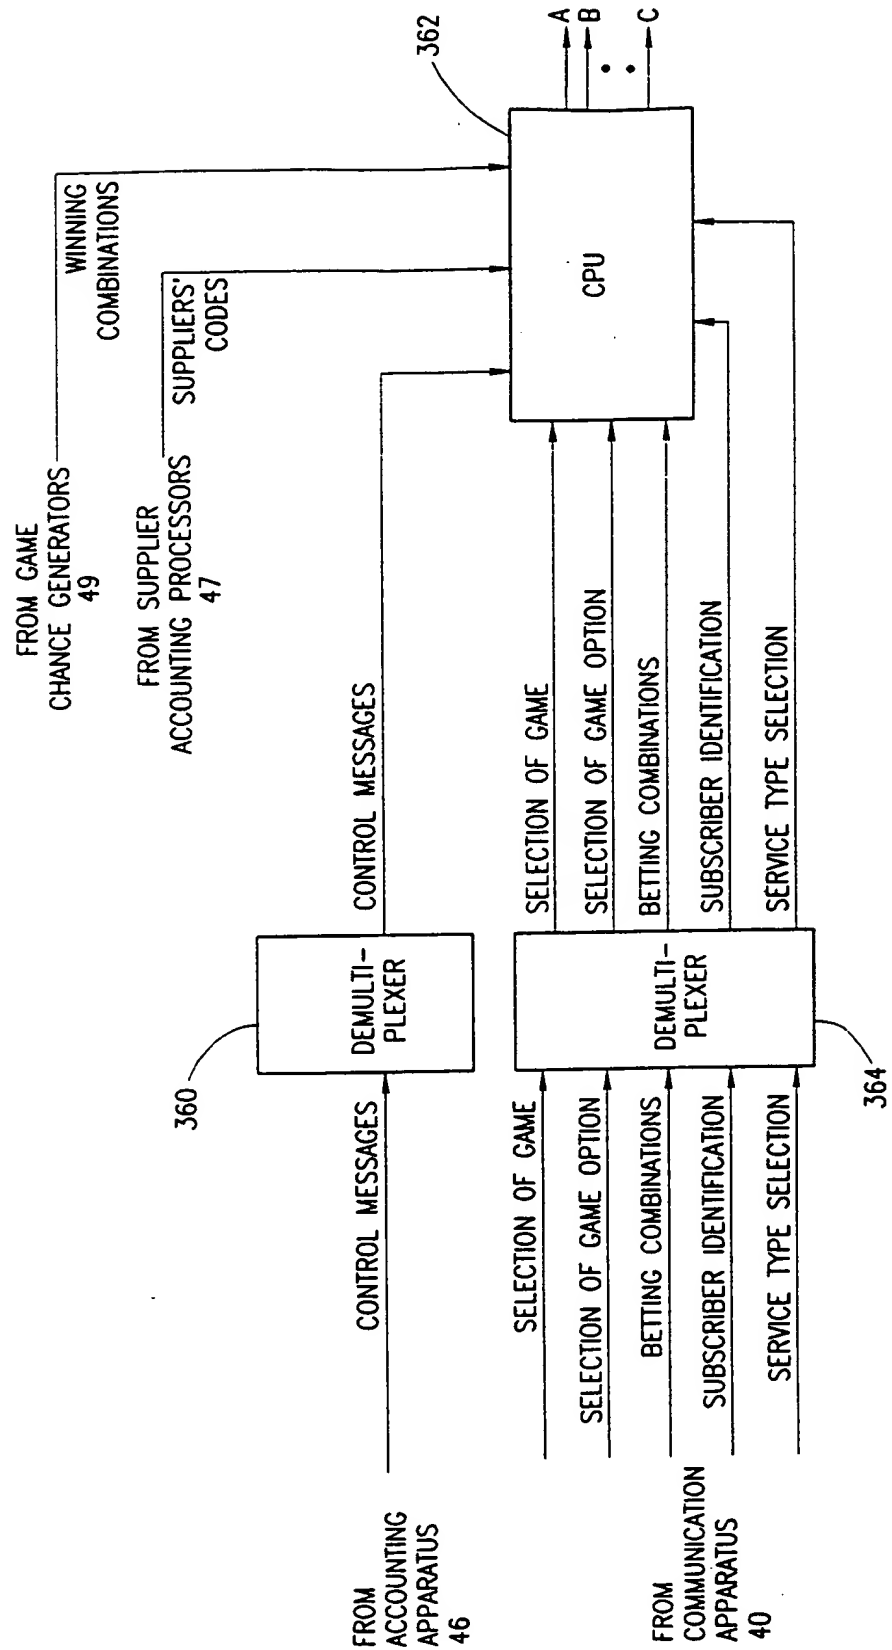 FROM GAME
CHANCE GENERATORS
49
WINNING
COMBINATIONS
FROM SUPPLIER
ACCOUNTING PROCESSORS
47
SUPPLIERS'
CODES
362
A
B
C
CPU
FROM
ACCOUNTING
APPARATUS
46
CONTROL MESSAGES
360
DEMULTI-
PLEXER
CONTROL MESSAGES
FROM
COMMUNICATION
APPARATUS
40
SELECTION OF GAME
SELECTION OF GAME OPTION
BETTING COMBINATIONS
SUBSCRIBER IDENTIFICATION
SERVICE TYPE SELECTION
DEMULTI-
PLEXER
364
SELECTION OF GAME
SELECTION OF GAME OPTION
BETTING COMBINATIONS
SUBSCRIBER IDENTIFICATION
SERVICE TYPE SELECTION